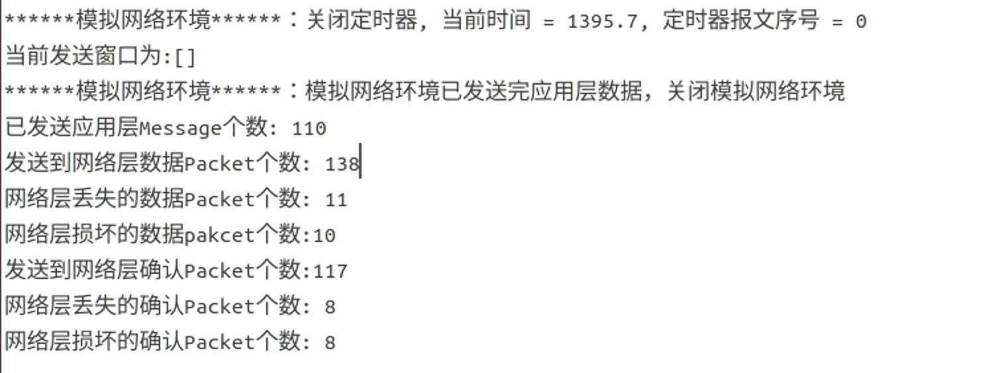 ******模拟网络环境******：关闭定时器, 当前时间 = 1395.7, 定时器报文序号 = 0
当前发送窗口为:[]
******模拟网络环境******：模拟网络环境已发送完应用层数据，关闭模拟网络环境
已发送应用层Message个数: 110
发送到网络层数据Packet个数: 138
网络层丢失的数据Packet个数: 11
网络层损坏的数据pakcet个数:10
发送到网络层确认Packet个数:117
网络层丢失的确认Packet个数: 8
网络层损坏的确认Packet个数: 8